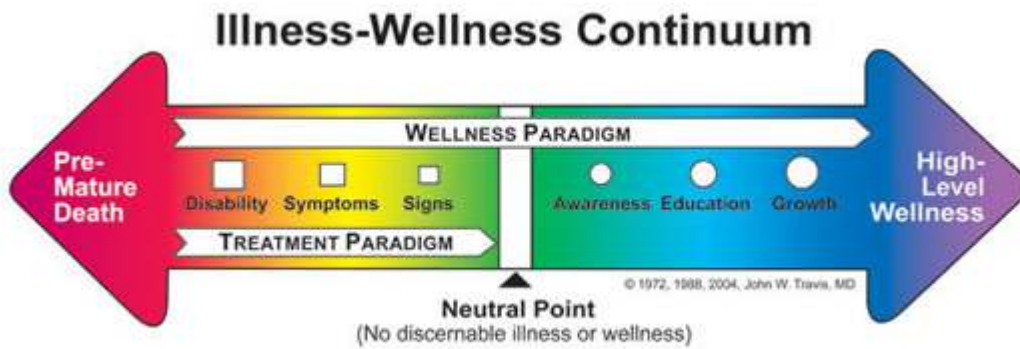 Illness-Wellness Continuum
WELLNESS PARADIGM
Pre-
Mature
Death
Disability Symptoms Signs
Awareness Education Growth
High-
Level
Wellness
TREATMENT PARADIGM
© 1972, 1988, 2004, John W. Travis, MD
Neutral Point
(No discernable illness or wellness)